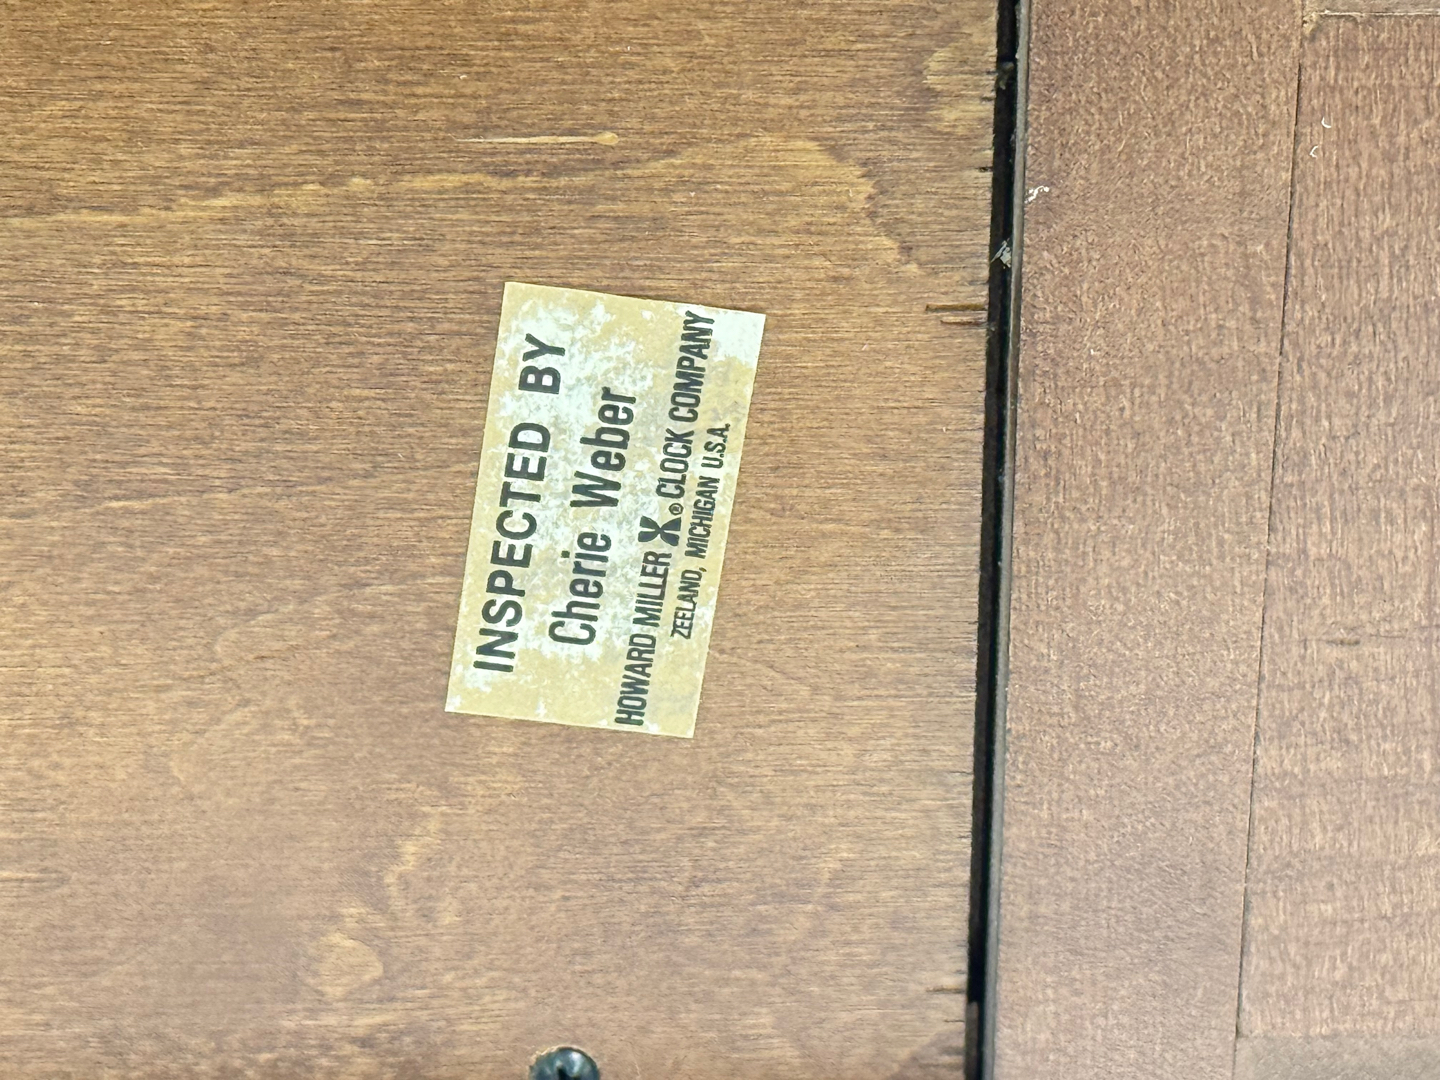 INSPECTED BY
Cherie Weber
HOWARD MILLER ® CLOCK COMPANY
ZEELAND, MICHIGAN U.S.A.